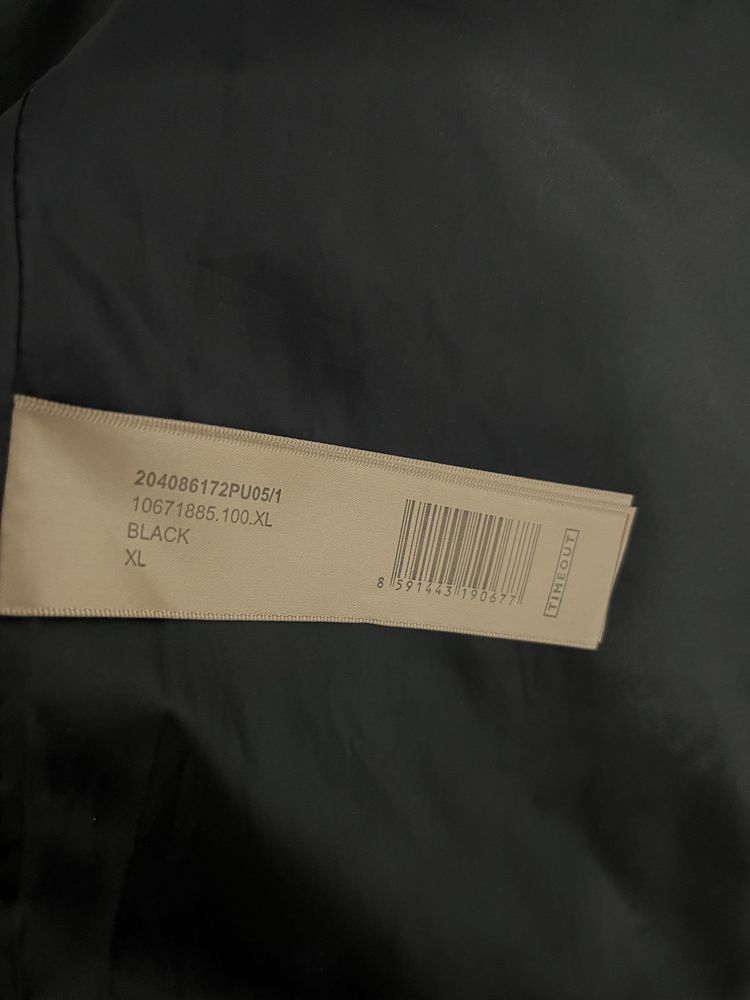 204086172PU05/1
10671885.100.XL
BLACK
XL
8 591443 190677
TIMEOUT